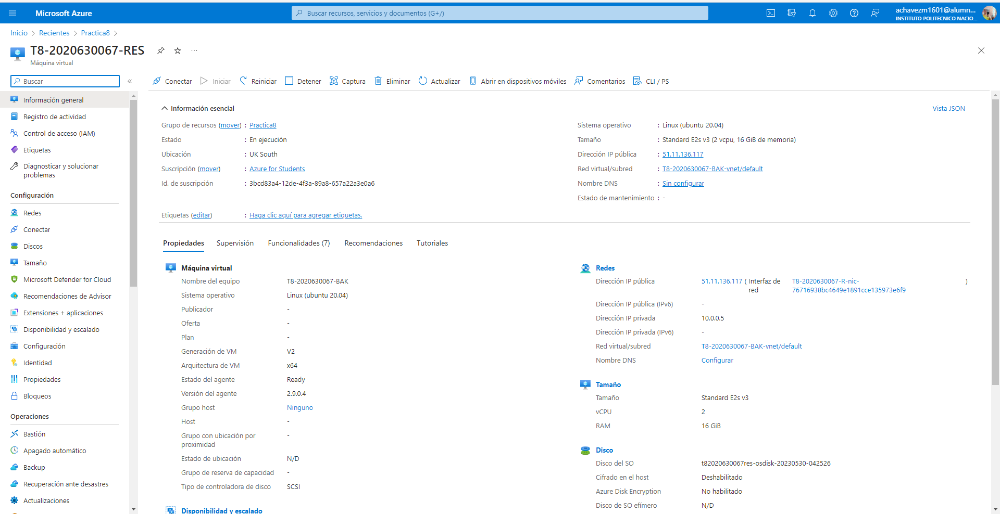 Microsoft Azure
Buscar recursos, servicios y documentos (G+/)
achavezm1601@alumn...
INSTITUTO POLITECNICO NACIO...
Inicio > Recientes > Practica8 >
T8-2020630067-RES
Máquina virtual
Buscar
Conectar Iniciar Reiniciar Detener Captura Eliminar Actualizar Abrir en dispositivos móviles Comentarios CLI / PS
Información general
Registro de actividad
Control de acceso (IAM)
Etiquetas
Diagnosticar y solucionar
problemas
Configuración
Redes
Conectar
Discos
Tamaño
Microsoft Defender for Cloud
Recomendaciones de Advisor
Extensiones + aplicaciones
Disponibilidad y escalado
Configuración
Identidad
Propiedades
Bloqueos
Operaciones
Bastión
Apagado automático
Backup
Recuperación ante desastres
Actualizaciones
Información esencial
Vista JSON
Grupo de recursos (mover) : Practica8
Estado : En ejecución
Ubicación : UK South
Suscripción (mover) : Azure for Students
Id. de suscripción : 3bcd83a4-12de-4f3a-89a8-657a22a3e0a6
Sistema operativo : Linux (ubuntu 20.04)
Tamaño : Standard E2s v3 (2 vcpu, 16 GiB de memoria)
Dirección IP pública : 51.11.136.117
Red virtual/subred : T8-2020630067-BAK-vnet/default
Nombre DNS : Sin configurar
Estado de mantenimiento : -
Etiquetas (editar) : Haga clic aquí para agregar etiquetas.
Propiedades Supervisión Funcionalidades (7) Recomendaciones Tutoriales
Máquina virtual
Nombre del equipo T8-2020630067-BAK
Sistema operativo Linux (ubuntu 20.04)
Publicador -
Oferta -
Plan -
Generación de VM V2
Arquitectura de VM x64
Estado del agente Ready
Versión del agente 2.9.0.4
Grupo host Ninguno
Host -
Grupo con ubicación por -
proximidad
Estado de ubicación N/D
Grupo de reserva de capacidad -
Tipo de controladora de disco SCSI
Disponibilidad y escalado
Redes
Dirección IP pública 51.11.136.117 ( Interfaz de T8-2020630067-R-nic- )
red 76716938bc4649e1891cce135973e6f9
Dirección IP pública (IPv6) -
Dirección IP privada 10.0.0.5
Dirección IP privada (IPv6) -
Red virtual/subred T8-2020630067-BAK-vnet/default
Nombre DNS Configurar
Tamaño
Tamaño Standard E2s v3
vCPU 2
RAM 16 GiB
Disco
Disco del SO t82020630067res-osdisk-20230530-042526
Cifrado en el host Deshabilitado
Azure Disk Encryption No habilitado
Disco de SO efímero N/D